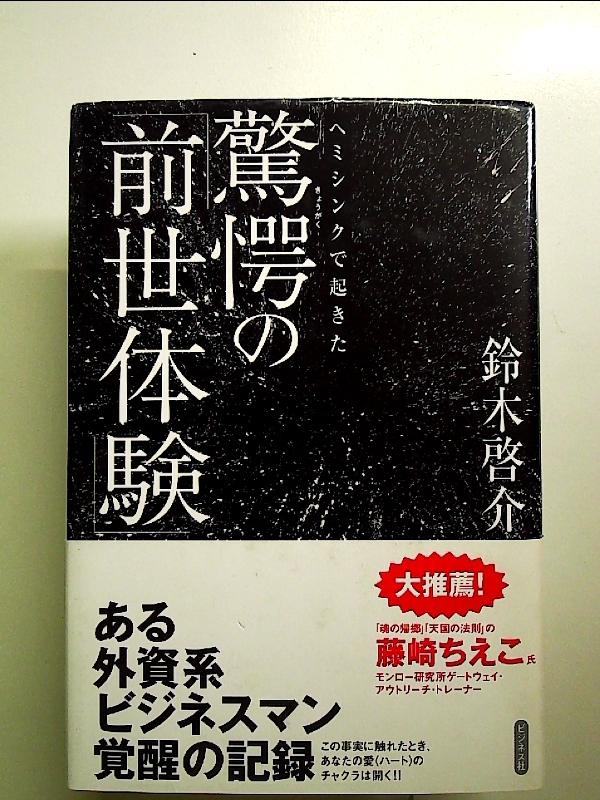 ヘミシンクで起きた
驚愕の
きょうがく
「前世体験」
鈴木啓介
大推薦!
「魂の帰郷」「天国の法則」の
藤崎ちえこ氏
モンロー研究所ゲートウェイ・
アウトリーチ・トレーナー
ある
外資系
ビジネスマン
覚醒の記録
この事実に触れたとき、
あなたの愛〈ハート〉の
チャクラは開く!!
ビジネス社